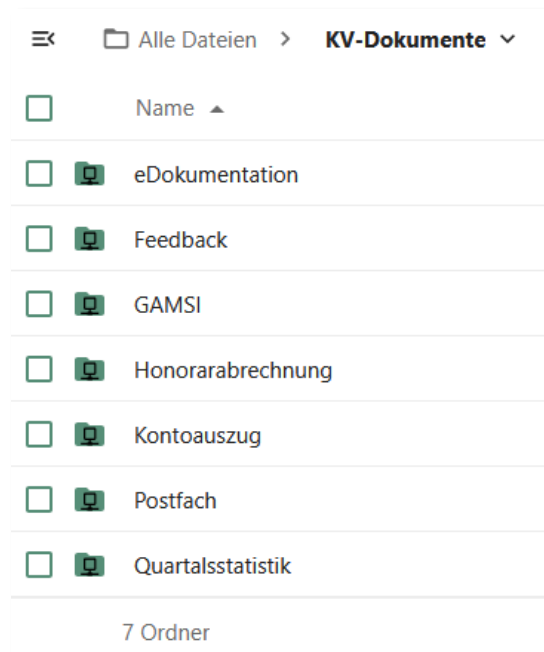 Alle Dateien > KV-Dokumente
Name
eDokumentation
Feedback
GAMSI
Honorarabrechnung
Kontoauszug
Postfach
Quartalsstatistik
7 Ordner